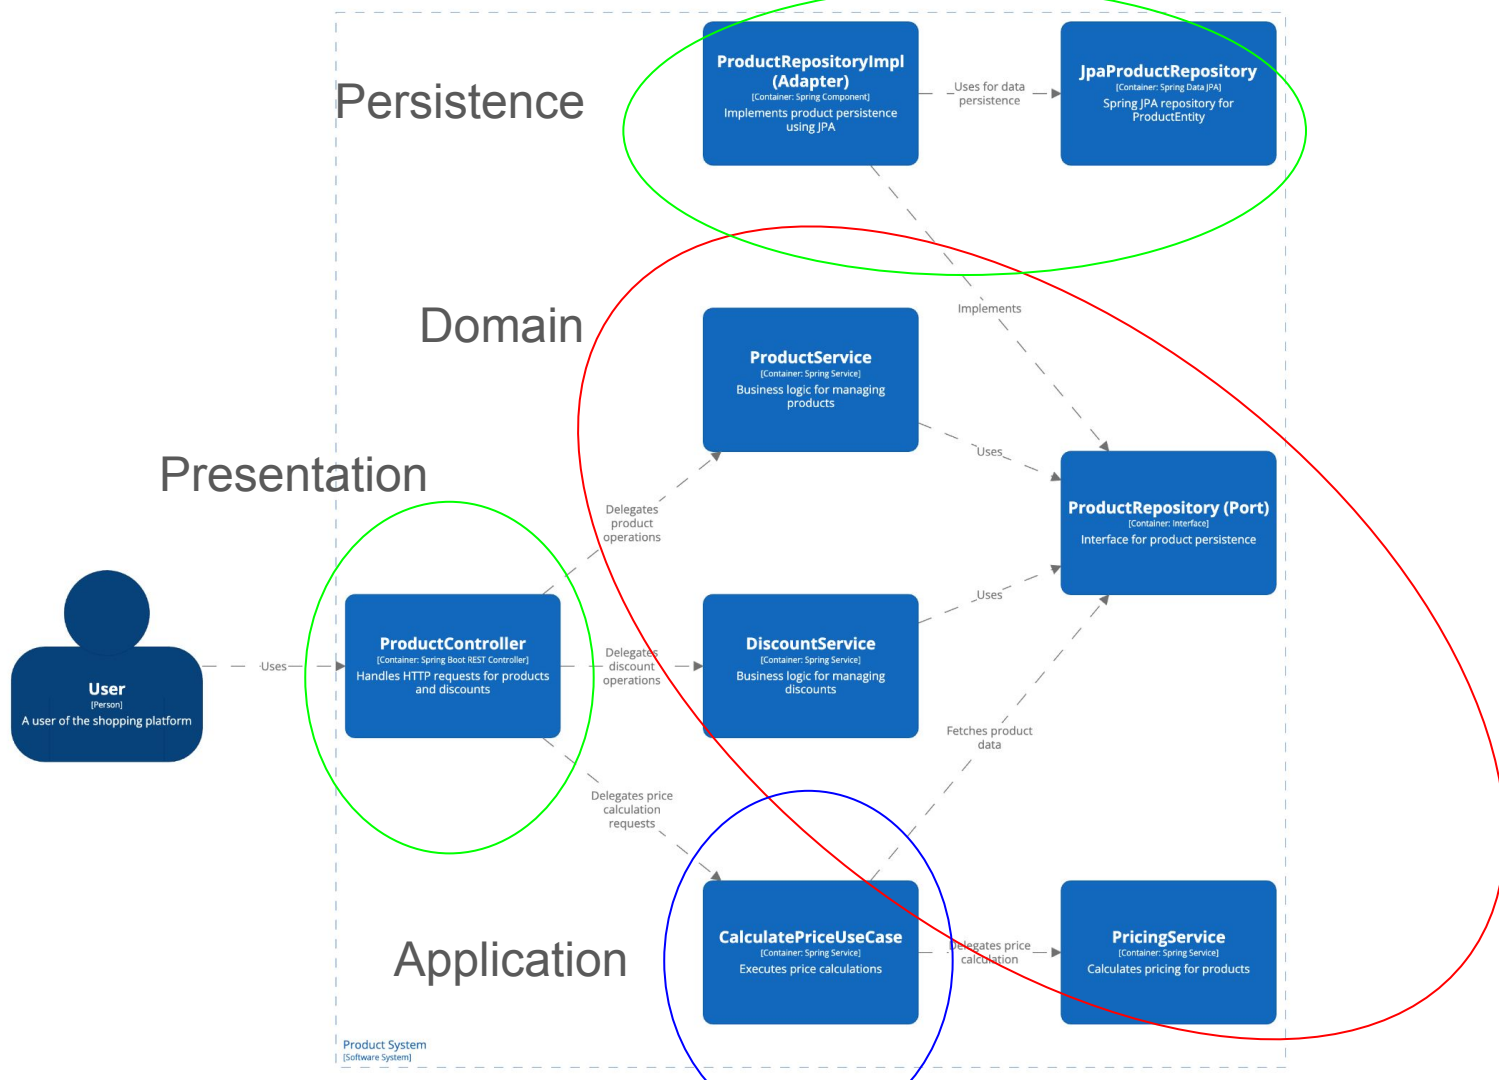 Persistence
ProductRepositoryImpl
(Adapter)
[Container: Spring Component]
Implements product persistence
using JPA
Uses for data
persistence
JpaProductRepository
[Container: Spring Data JPA]
Spring JPA repository for
ProductEntity
Implements
Domain
ProductService
[Container: Spring Service]
Business logic for managing
products
Uses
ProductRepository (Port)
[Container: Interface]
Interface for product persistence
Presentation
Delegates
product
operations
User
[Person]
A user of the shopping platform
Uses
ProductController
[Container: Spring Boot REST Controller]
Handles HTTP requests for products
and discounts
Delegates
discount
operations
DiscountService
[Container: Spring Service]
Business logic for managing
discounts
Uses
Fetches product
data
Delegates price
calculation
requests
Application
CalculatePriceUseCase
[Container: Spring Service]
Executes price calculations
Delegates price
calculation
PricingService
[Container: Spring Service]
Calculates pricing for products
Product System
[Software System]